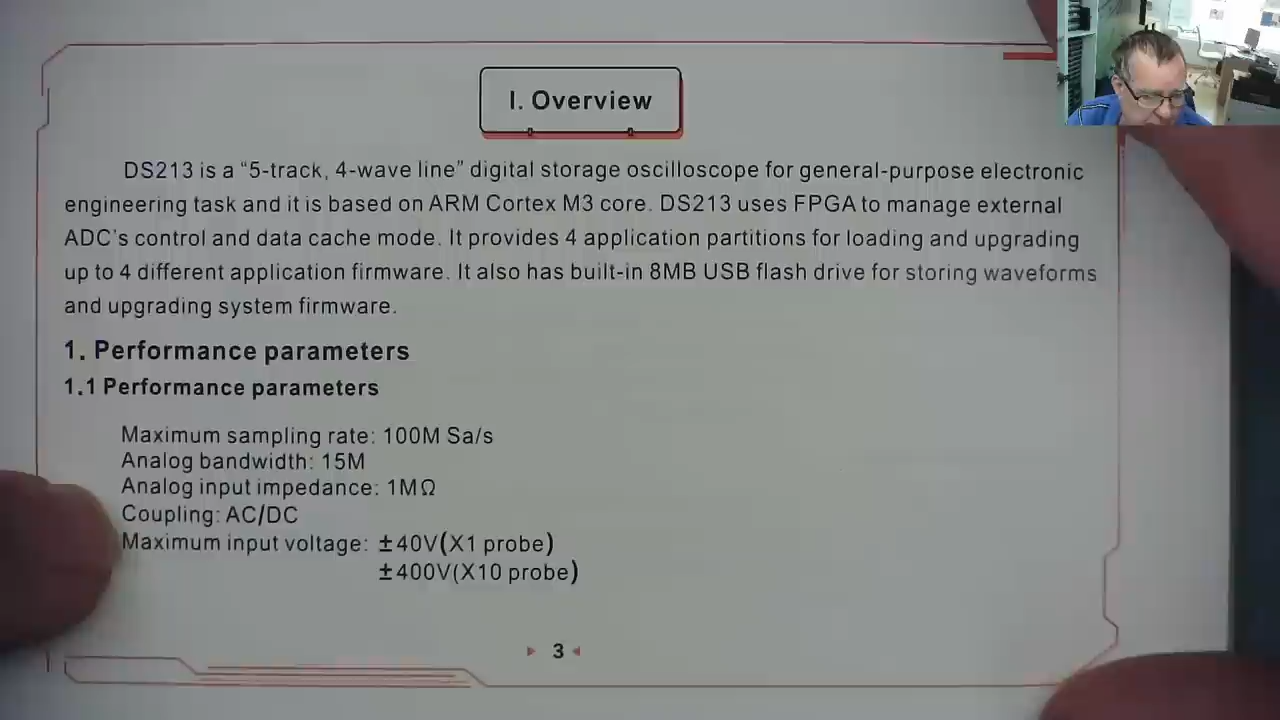 I. Overview
DS213 is a “5-track, 4-wave line” digital storage oscilloscope for general-purpose electronic
engineering task and it is based on ARM Cortex M3 core. DS213 uses FPGA to manage external
ADC's control and data cache mode. It provides 4 application partitions for loading and upgrading
up to 4 different application firmware. It also has built-in 8MB USB flash drive for storing waveforms
and upgrading system firmware.
1. Performance parameters
1.1 Performance parameters
Maximum sampling rate: 100M Sa/s
Analog bandwidth: 15M
Analog input impedance: 1MΩ
Coupling: AC/DC
Maximum input voltage: ±40V(X1 probe)
±400V(X10 probe)
3